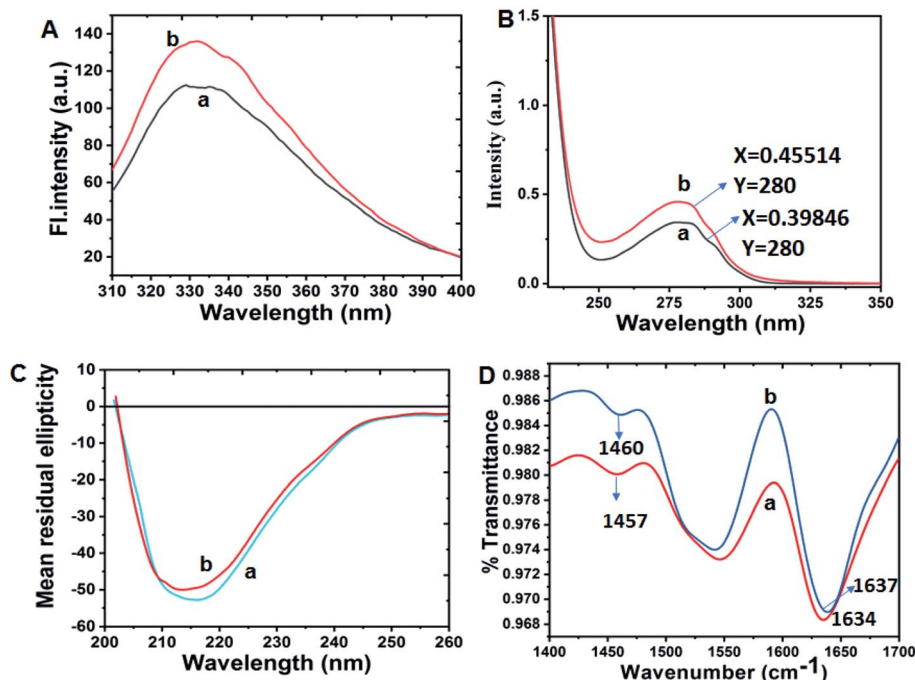 A
b
a
Fl.intensity (a.u.)
140
120
100
80
60
40
20
310 320 330 340 350 360 370 380 390 400
Wavelength (nm)
B
Intensity (a.u.)
1.5
1.0
0.5
0.0
b
a
X=0.45514
Y=280
X=0.39846
Y=280
250 275 300 325 350
Wavelength (nm)
C
Mean residual ellipticity
10
0
-10
-20
-30
-40
-50
-60
b
a
200 210 220 230 240 250 260
Wavelength (nm)
D
% Transmittance
0.988
0.986
0.984
0.982
0.980
0.978
0.976
0.974
0.972
0.970
0.968
b
1460
a
1457
1637
1634
1400 1450 1500 1550 1600 1650 1700
Wavenumber (cm-1)